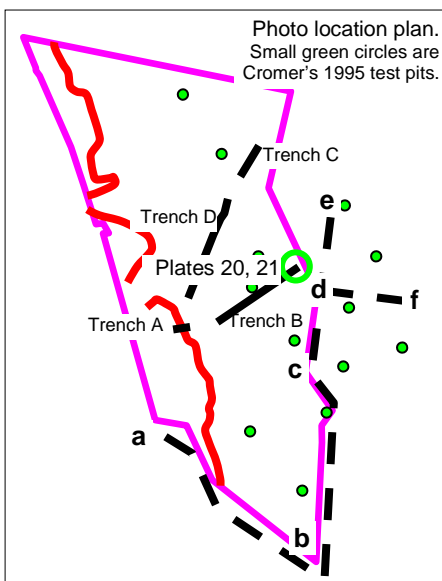 Photo location plan.
Small green circles are
Cromer's 1995 test pits.
Trench C
e
Trench D
Plates 20, 21
d
f
Trench A
Trench B
c
a
b